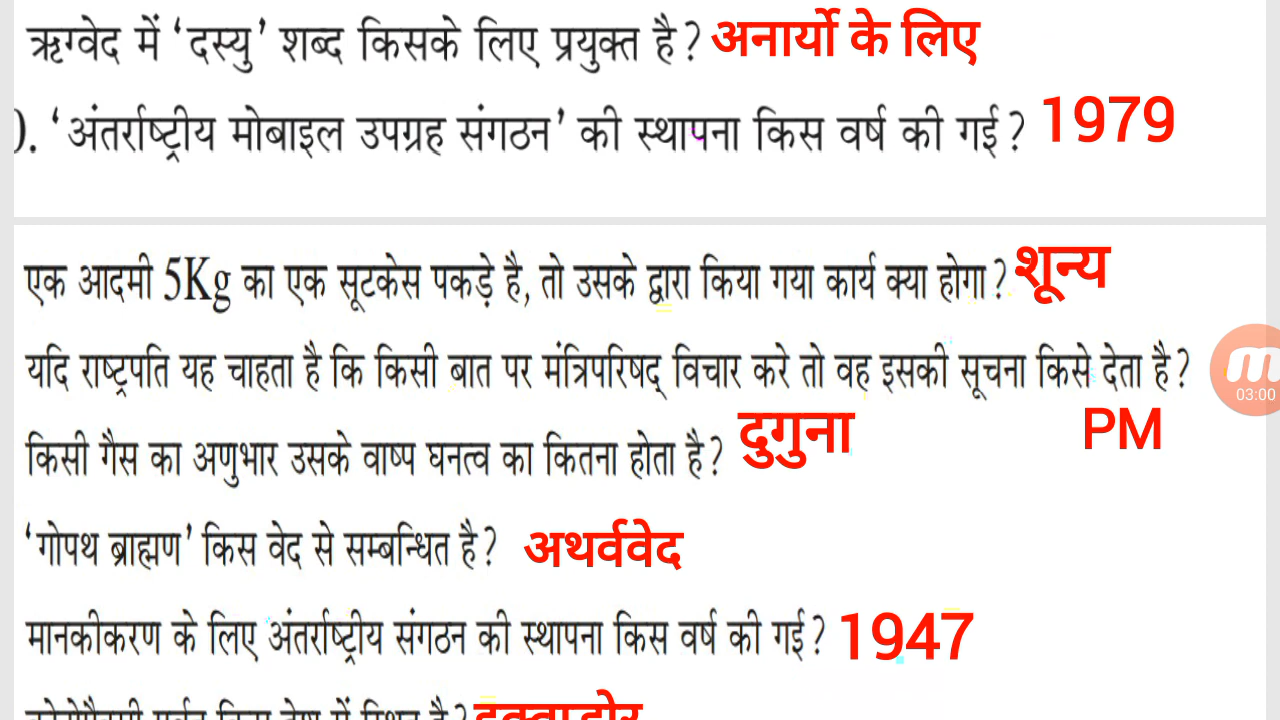 ऋग्वेद में ‘दस्यु’ शब्द किसके लिए प्रयुक्त है? अनार्यो के लिए
). ‘अंतर्राष्ट्रीय मोबाइल उपग्रह संगठन’ की स्थापना किस वर्ष की गई? 1979
एक आदमी 5Kg का एक सूटकेस पकड़े है, तो उसके द्वारा किया गया कार्य क्या होगा? शून्य
यदि राष्ट्रपति यह चाहता है कि किसी बात पर मंत्रिपरिषद् विचार करे तो वह इसकी सूचना किसे देता है?
03:00
PM
किसी गैस का अणुभार उसके वाष्प घनत्व का कितना होता है? दुगुना
‘गोपथ ब्राह्मण’ किस वेद से सम्बन्धित है? अथर्ववेद
मानकीकरण के लिए अंतर्राष्ट्रीय संगठन की स्थापना किस वर्ष की गई? 1947
किस देश में स्थित है? इक्वाडोर